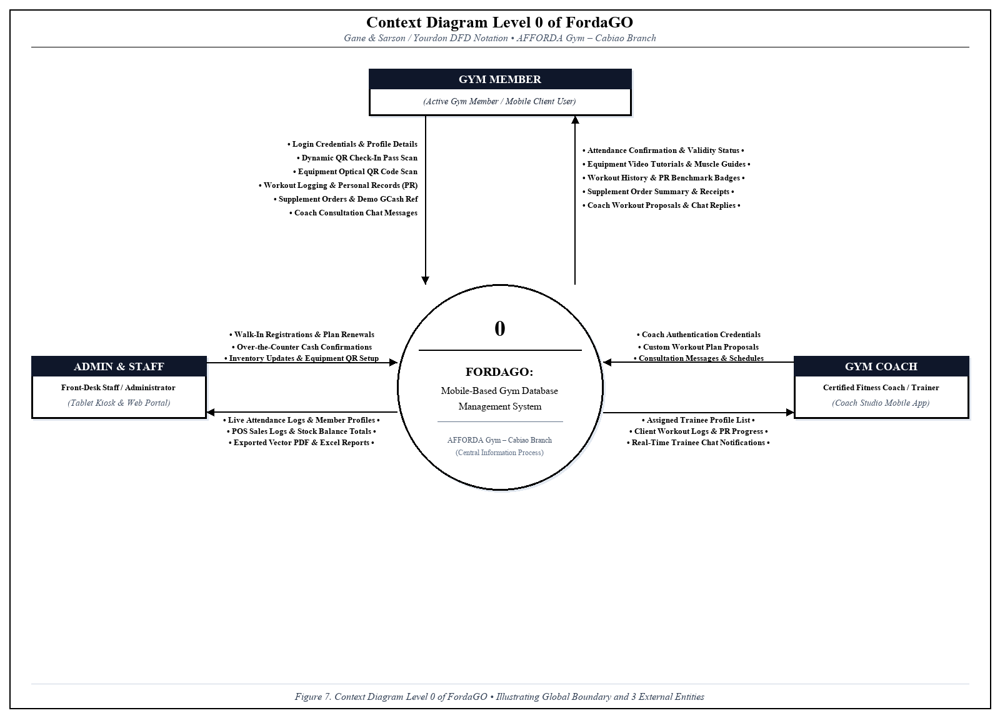 Context Diagram Level 0 of FordaGO
Gane & Sarson / Yourdon DFD Notation • AFFORDA Gym – Cabiao Branch
GYM MEMBER
(Active Gym Member / Mobile Client User)
• Login Credentials & Profile Details
• Dynamic QR Check-In Pass Scan
• Equipment Optical QR Code Scan
• Workout Logging & Personal Records (PR)
• Supplement Orders & Demo GCash Ref
• Coach Consultation Chat Messages
• Attendance Confirmation & Validity Status •
• Equipment Video Tutorials & Muscle Guides •
• Workout History & PR Benchmark Badges •
• Supplement Order Summary & Receipts •
• Coach Workout Proposals & Chat Replies •
ADMIN & STAFF
Front-Desk Staff / Administrator
(Tablet Kiosk & Web Portal)
• Walk-In Registrations & Plan Renewals
• Over-the-Counter Cash Confirmations
• Inventory Updates & Equipment QR Setup
• Live Attendance Logs & Member Profiles •
• POS Sales Logs & Stock Balance Totals •
• Exported Vector PDF & Excel Reports •
0
FORDAGO:
Mobile-Based Gym Database
Management System
AFFORDA Gym – Cabiao Branch
(Central Information Process)
• Coach Authentication Credentials
• Custom Workout Plan Proposals
• Consultation Messages & Schedules
• Assigned Trainee Profile List •
• Client Workout Logs & PR Progress •
• Real-Time Trainee Chat Notifications •
GYM COACH
Certified Fitness Coach / Trainer
(Coach Studio Mobile App)
Figure 7. Context Diagram Level 0 of FordaGO • Illustrating Global Boundary and 3 External Entities